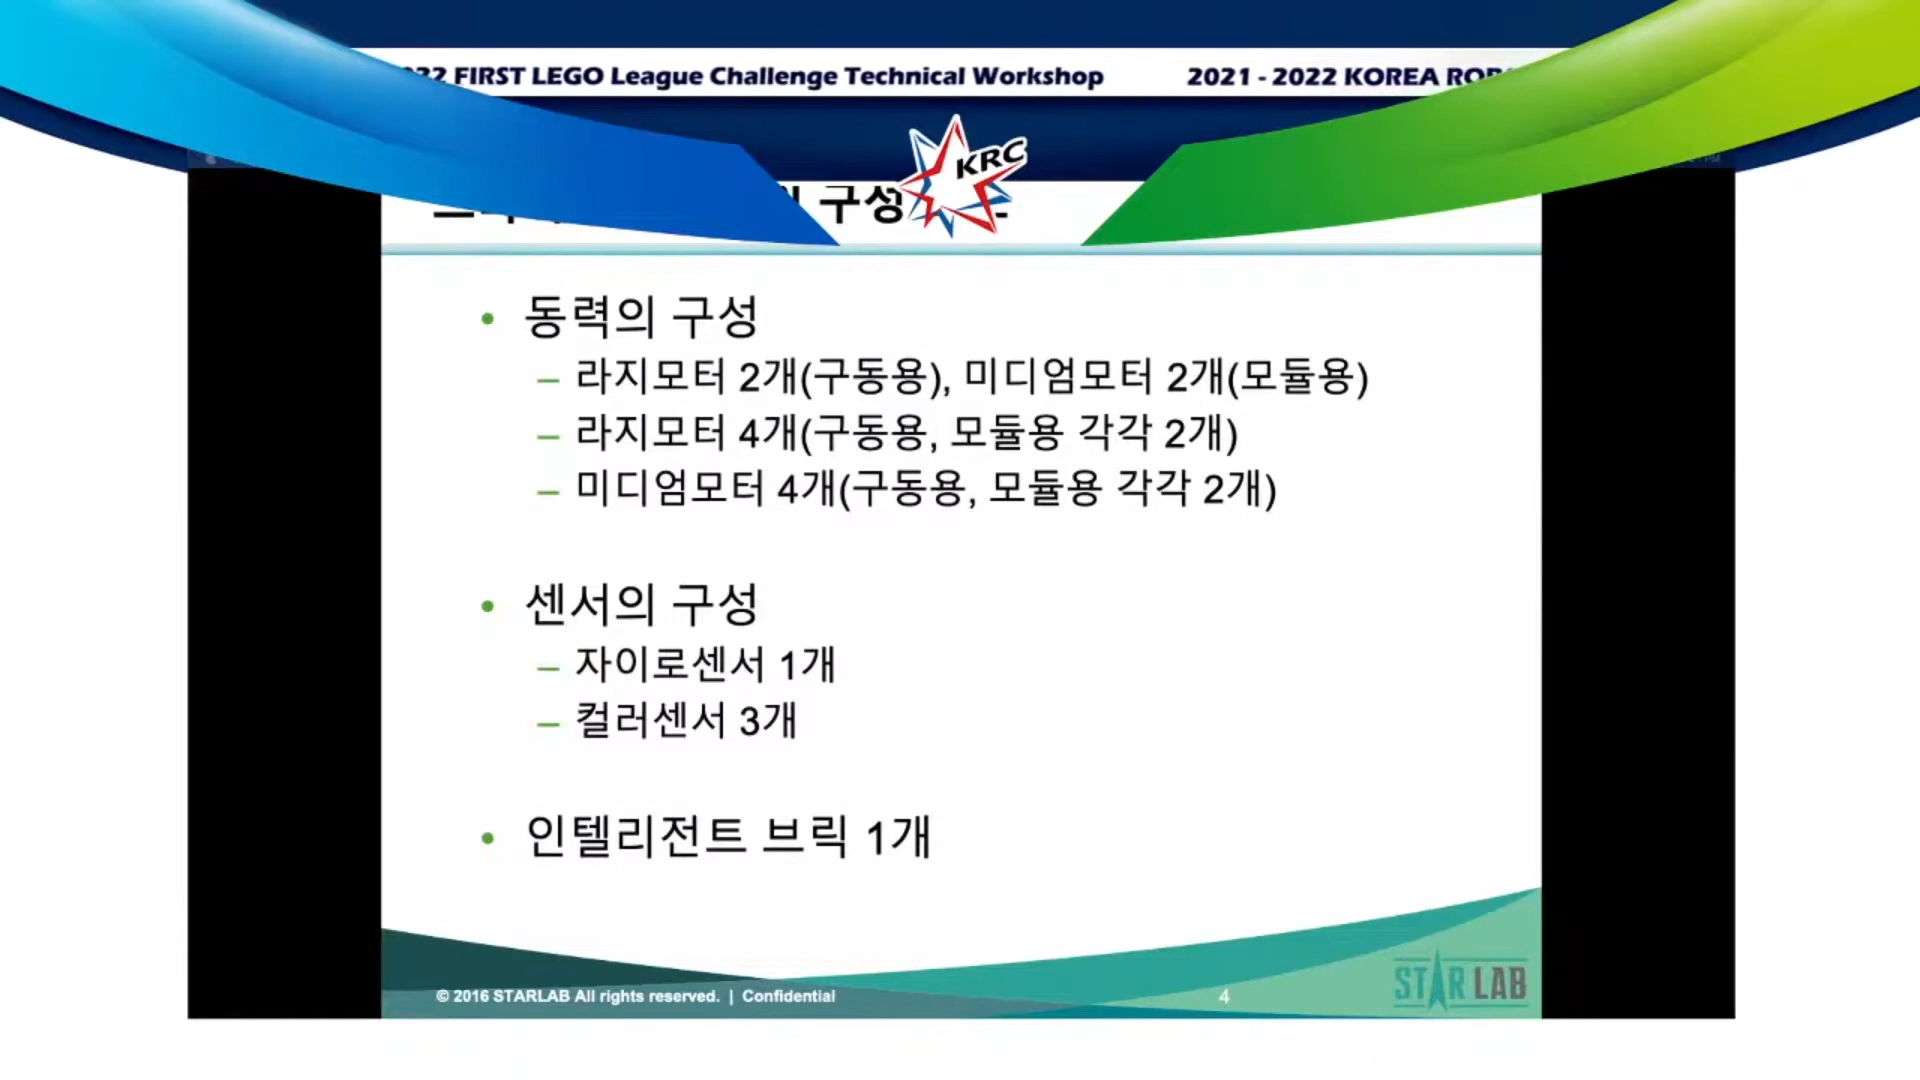 FIRST LEGO League Challenge Technical Workshop
2021 - 2022 KOREA
KRC
구성
• 동력의 구성
– 라지모터 2개(구동용), 미디엄모터 2개(모듈용)
– 라지모터 4개(구동용, 모듈용 각각 2개)
– 미디엄모터 4개(구동용, 모듈용 각각 2개)
• 센서의 구성
– 자이로센서 1개
– 컬러센서 3개
• 인텔리전트 브릭 1개
© 2016 STARLAB All rights reserved. | Confidential
4
STAR LAB